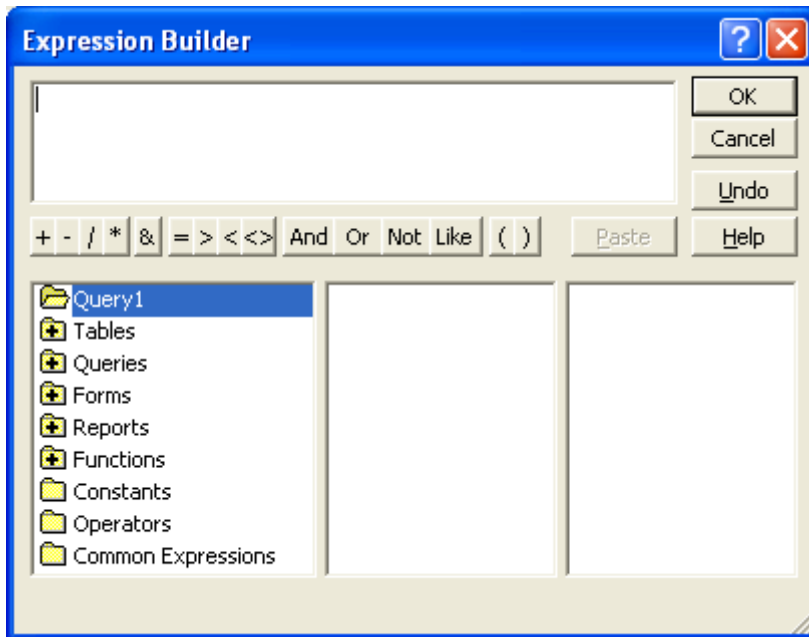 Expression Builder
OK
Cancel
Undo
+ - / * & = > < <> And Or Not Like ( ) Paste Help
Query1
Tables
Queries
Forms
Reports
Functions
Constants
Operators
Common Expressions